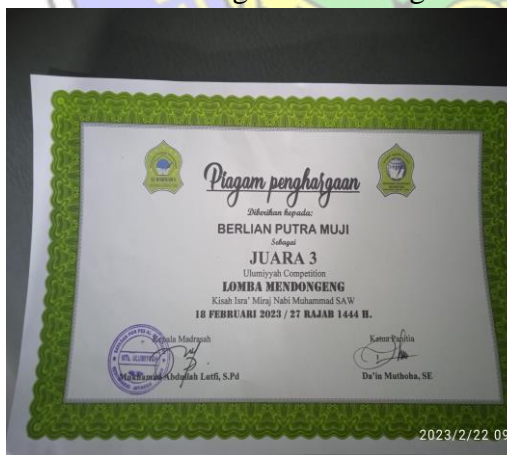 Piagam penghargaan
Diberikan kepada:
BERLIAN PUTRA MUJI
Sebagai
JUARA 3
Ulumiyyah Competition
LOMBA MENDONGENG
Kisah Isra' Miraj Nabi Muhammad SAW
18 FEBRUARI 2023 / 27 RAJAB 1444 H.
Kepala Madrasah
Ketua Panitia
Abdullah Lutfi, S.Pd
Da'in Muthoha, SE
2023/2/22 09